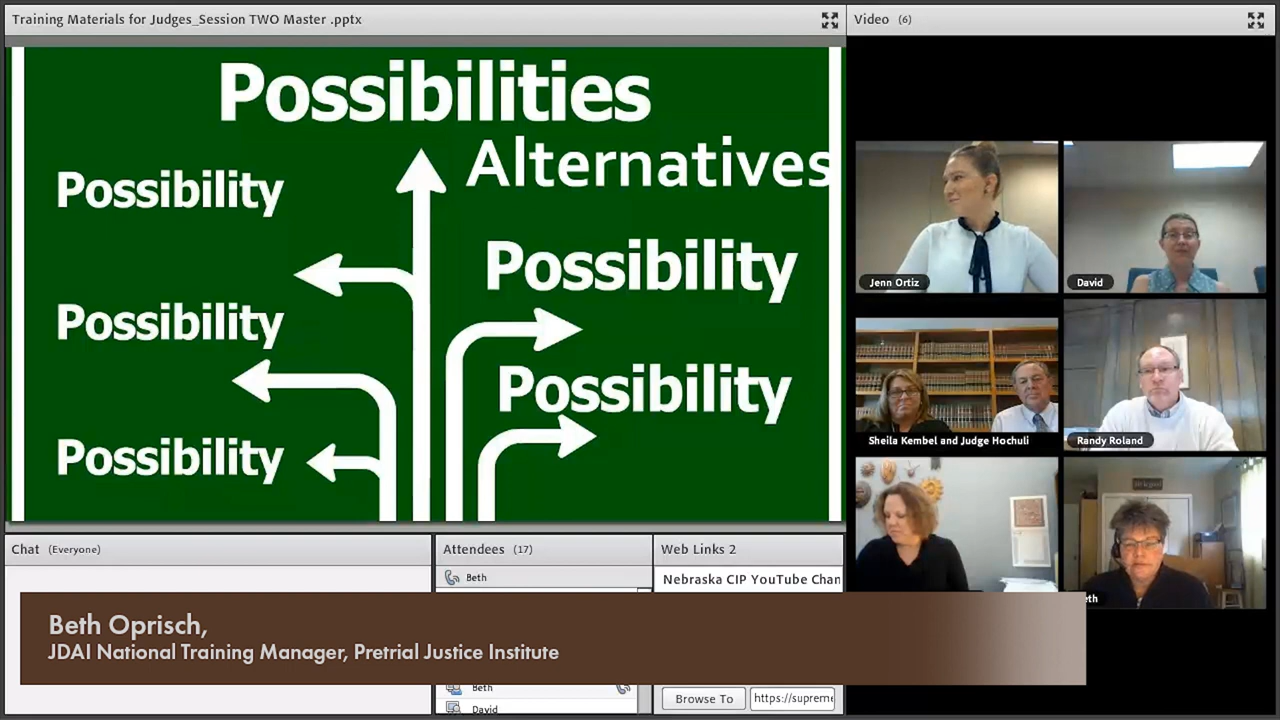 Training Materials for Judges_Session TWO Master .pptx
Possibilities
Alternatives
Possibility
Possibility
Possibility
Possibility
Possibility
Video (6)
Jenn Ortiz
David
Sheila Kembel and Judge Hochuli
Randy Roland
eth
Chat (Everyone)
Attendees (17)
Beth
Beth
David
Web Links 2
Nebraska CIP YouTube Chan
Browse To
https://supreme
Beth Oprisch,
JDAI National Training Manager, Pretrial Justice Institute